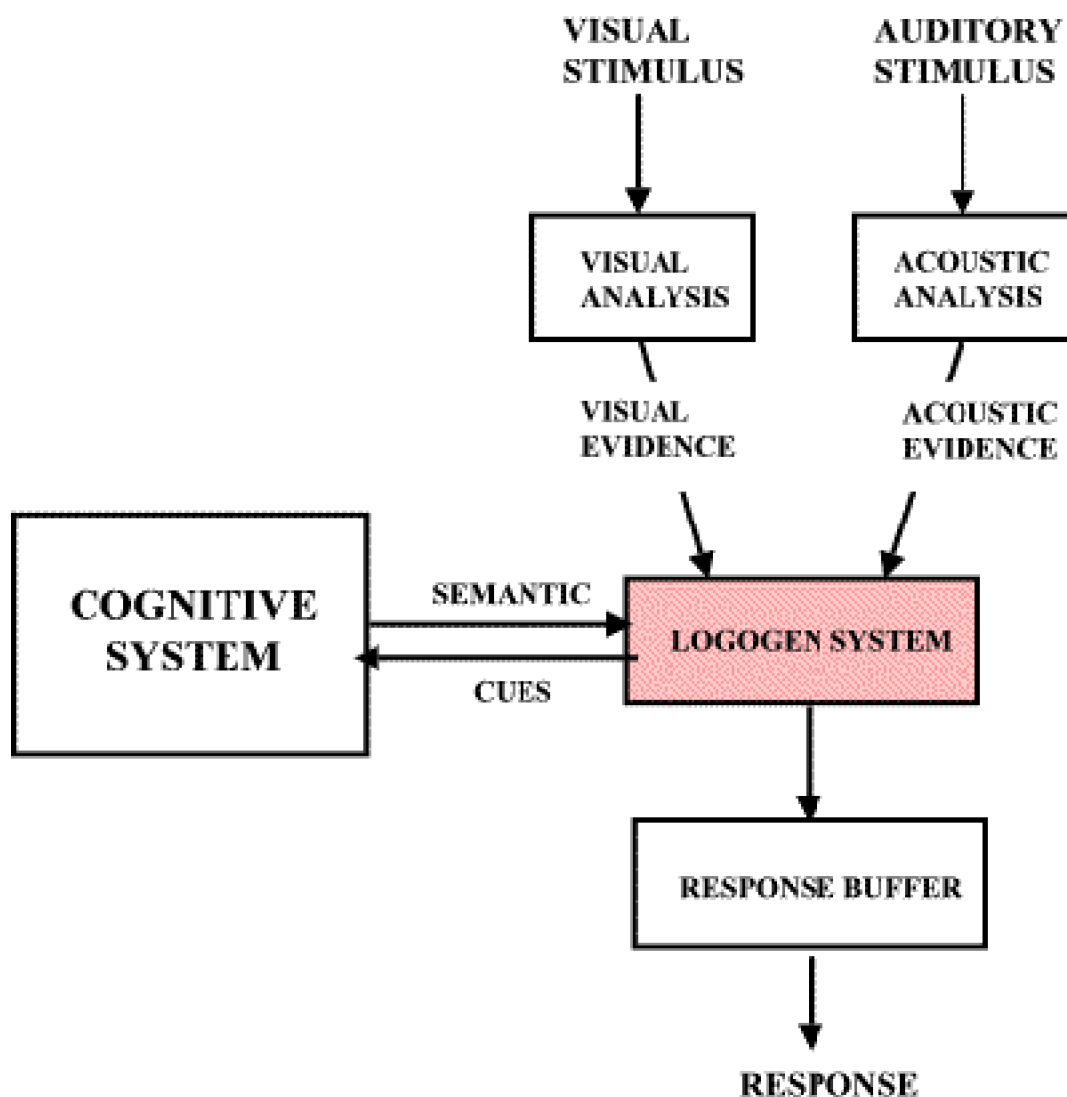 VISUAL
STIMULUS
AUDITORY
STIMULUS
VISUAL
ANALYSIS
ACOUSTIC
ANALYSIS
VISUAL
EVIDENCE
ACOUSTIC
EVIDENCE
COGNITIVE
SYSTEM
SEMANTIC
CUES
LOGOGEN SYSTEM
RESPONSE BUFFER
RESPONSE